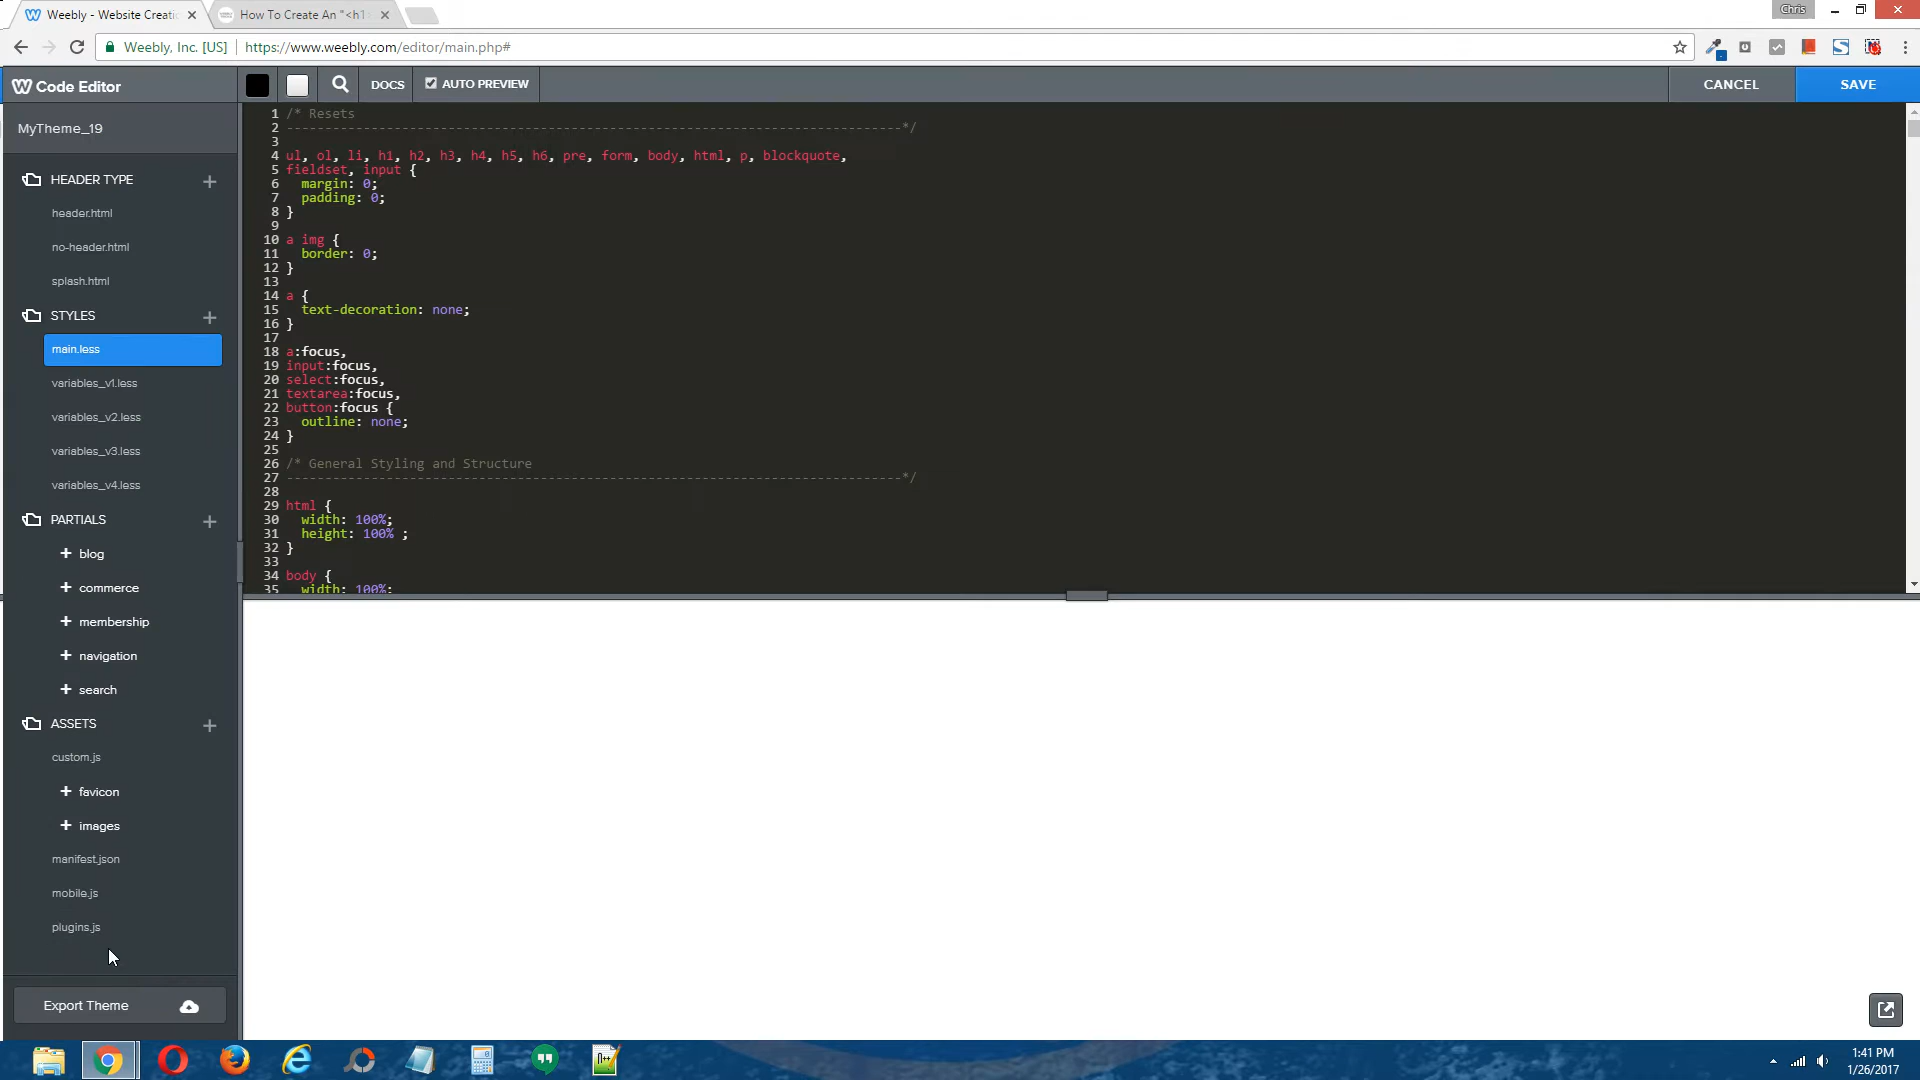 Weebly - Website Creatio
How To Create An "<h1
Chris
Weebly, Inc. [US]
https://www.weebly.com/editor/main.php#
Code Editor
DOCS
AUTO PREVIEW
CANCEL
SAVE
MyTheme_19
HEADER TYPE
header.html
no-header.html
splash.html
STYLES
main.less
variables_v1.less
variables_v2.less
variables_v3.less
variables_v4.less
PARTIALS
+ blog
+ commerce
+ membership
+ navigation
+ search
ASSETS
custom.js
+ favicon
+ images
manifest.json
mobile.js
plugins.js
Export Theme
1 /* Resets
2 --------------------------------------------------------------------------------*/
3
4 ul, ol, li, h1, h2, h3, h4, h5, h6, pre, form, body, html, p, blockquote,
5 fieldset, input {
6 margin: 0;
7 padding: 0;
8 }
9
10 a img {
11 border: 0;
12 }
13
14 a {
15 text-decoration: none;
16 }
17
18 a:focus,
19 input:focus,
20 select:focus,
21 textarea:focus,
22 button:focus {
23 outline: none;
24 }
25
26 /* General Styling and Structure
27 --------------------------------------------------------------------------------*/
28
29 html {
30 width: 100%;
31 height: 100% ;
32 }
33
34 body {
35 width: 100%;
1:41 PM
1/26/2017